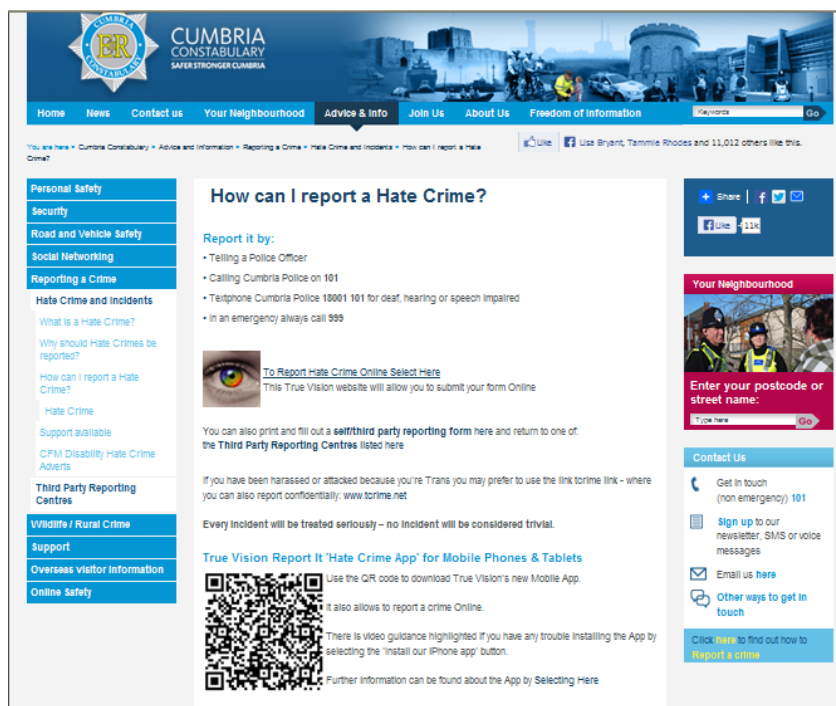 CUMBRIA
CONSTABULARY
SAFER STRONGER CUMBRIA
CUMBRIA
ER
CONSTABULARY
Home News Contact us Your Neighbourhood Advice & Info Join Us About Us Freedom of Information Keywords Go
You are here • Cumbria Constabulary • Advice and Information • Reporting a Crime • Hate Crime and Incidents • How can I report a Hate
Crime?
Like Lisa Bryant, Tammie Rhodes and 11,012 others like this.
Personal Safety
Security
Road and Vehicle Safety
Social Networking
Reporting a Crime
Hate Crime and Incidents
What is a Hate Crime?
Why should Hate Crimes be
reported?
How can I report a Hate
Crime?
Hate Crime
Support available
CFM Disability Hate Crime
Adverts
Third Party Reporting
Centres
Wildlife / Rural Crime
Support
Overseas visitor information
Online Safety
How can I report a Hate Crime?
Report it by:
• Telling a Police Officer
• Calling Cumbria Police on 101
• Textphone Cumbria Police 18001 101 for deaf, hearing or speech impaired
• In an emergency always call 999
To Report Hate Crime Online Select Here
This True Vision website will allow you to submit your form Online
You can also print and fill out a self/third party reporting form here and return to one of:
the Third Party Reporting Centres listed here
If you have been harassed or attacked because you're Trans you may prefer to use the link tcrime link - where
you can also report confidentially: www.tcrime.net
Every incident will be treated seriously – no incident will be considered trivial.
True Vision Report It 'Hate Crime App' for Mobile Phones & Tablets
Use the QR code to download True Vision's new Mobile App.
It also allows to report a crime Online.
There is video guidance highlighted if you have any trouble installing the App by
selecting the 'install our iPhone app' button.
Further information can be found about the App by Selecting Here
Share
Like 11k
Your Neighbourhood
Enter your postcode or
street name:
Type here Go
Contact Us
Get in touch
(non emergency) 101
Sign up to our
newsletter, SMS or voice
messages
Email us here
Other ways to get in
touch
Click here to find out how to
Report a crime